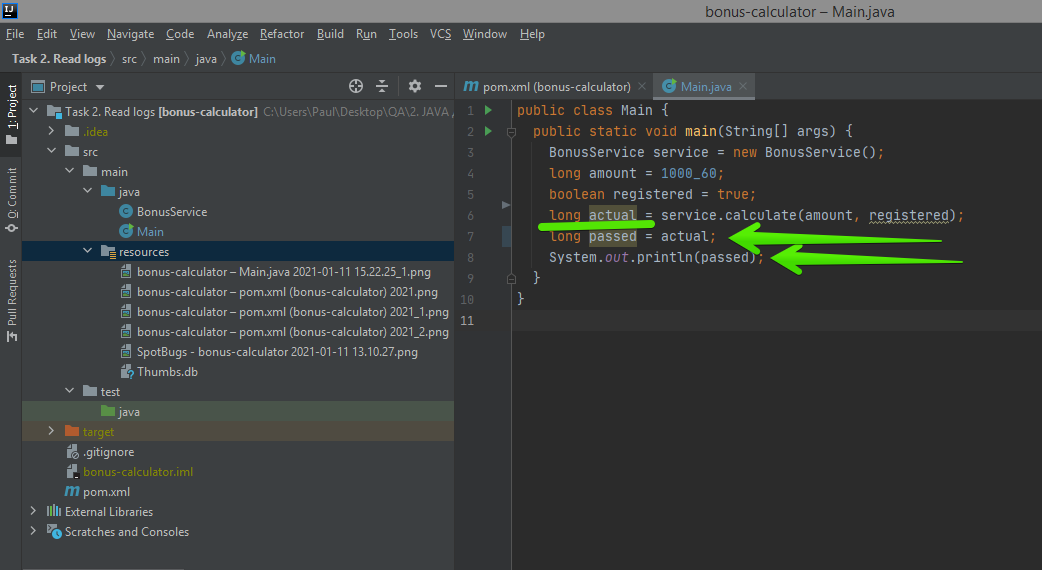 IJ
bonus-calculator – Main.java
File Edit View Navigate Code Analyze Refactor Build Run Tools VCS Window Help
Task 2. Read logs src main java Main
1: Project
0: Commit
Pull Requests
Project
Task 2. Read logs [bonus-calculator] C:\Users\Paul\Desktop\QA\2. JAVA /
.idea
src
main
java
BonusService
Main
resources
bonus-calculator – Main.java 2021-01-11 15.22.25_1.png
bonus-calculator – pom.xml (bonus-calculator) 2021.png
bonus-calculator – pom.xml (bonus-calculator) 2021_1.png
bonus-calculator – pom.xml (bonus-calculator) 2021_2.png
SpotBugs - bonus-calculator 2021-01-11 13.10.27.png
Thumbs.db
test
java
target
.gitignore
bonus-calculator.iml
pom.xml
External Libraries
Scratches and Consoles
pom.xml (bonus-calculator) Main.java
1 public class Main {
2 public static void main(String[] args) {
3 BonusService service = new BonusService();
4 long amount = 1000_60;
5 boolean registered = true;
6 long actual = service.calculate(amount, registered);
7 long passed = actual;
8 System.out.println(passed);
9 }
10 }
11